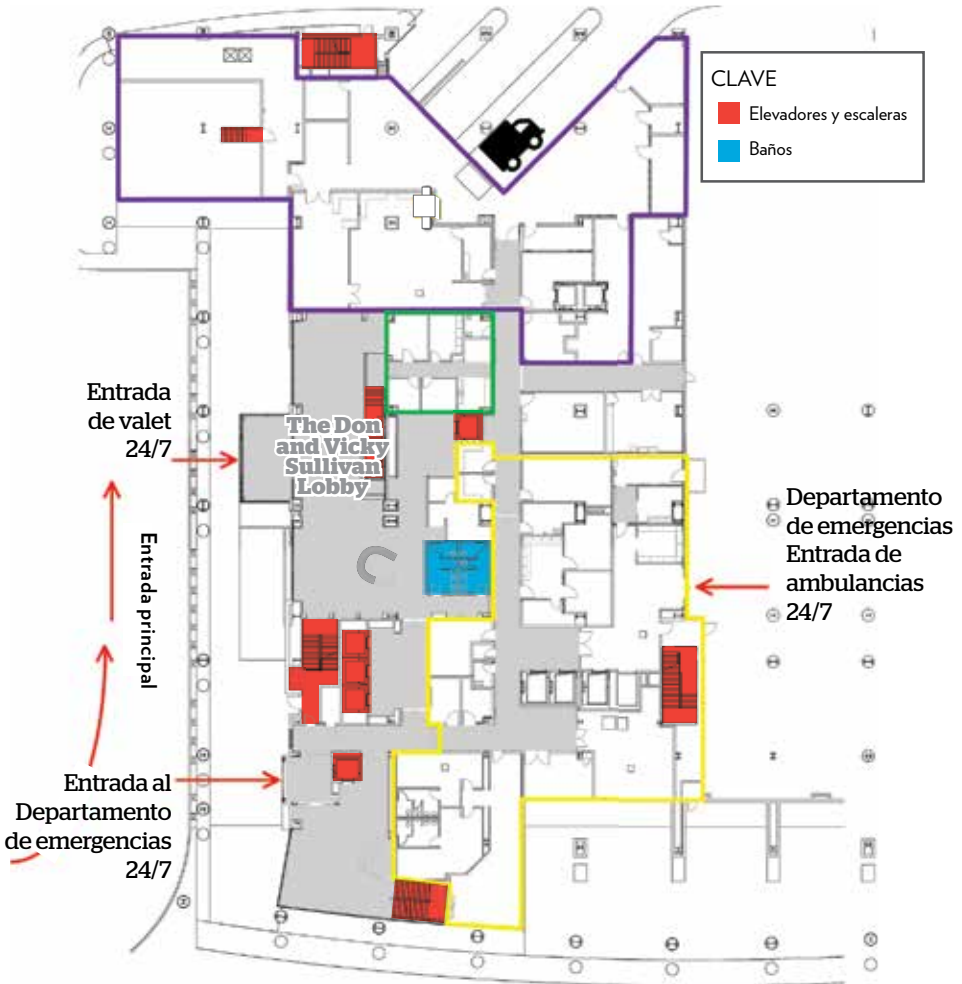 CLAVE
Elevadores y escaleras
Baños
Entrada
de valet
24/7
The Don
and Vicky
Sullivan
Lobby
Departamento
de emergencias
Entrada de
ambulancias
24/7
Entrada principal
Entrada al
Departamento
de emergencias
24/7